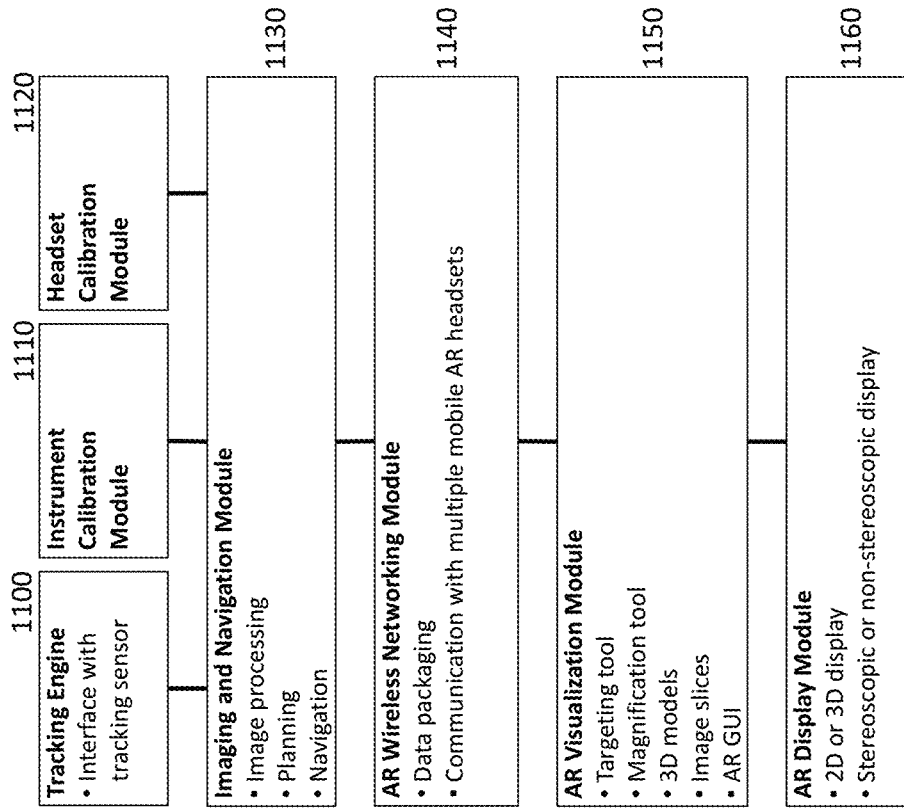 1100
Tracking Engine
• Interface with
tracking sensor
1110
Instrument
Calibration
Module
1120
Headset
Calibration
Module
Imaging and Navigation Module
• Image processing
• Planning
• Navigation
1130
AR Wireless Networking Module
• Data packaging
• Communication with multiple mobile AR headsets
1140
AR Visualization Module
• Targeting tool
• Magnification tool
• 3D models
• Image slices
• AR GUI
1150
AR Display Module
• 2D or 3D display
• Stereoscopic or non-stereoscopic display
1160